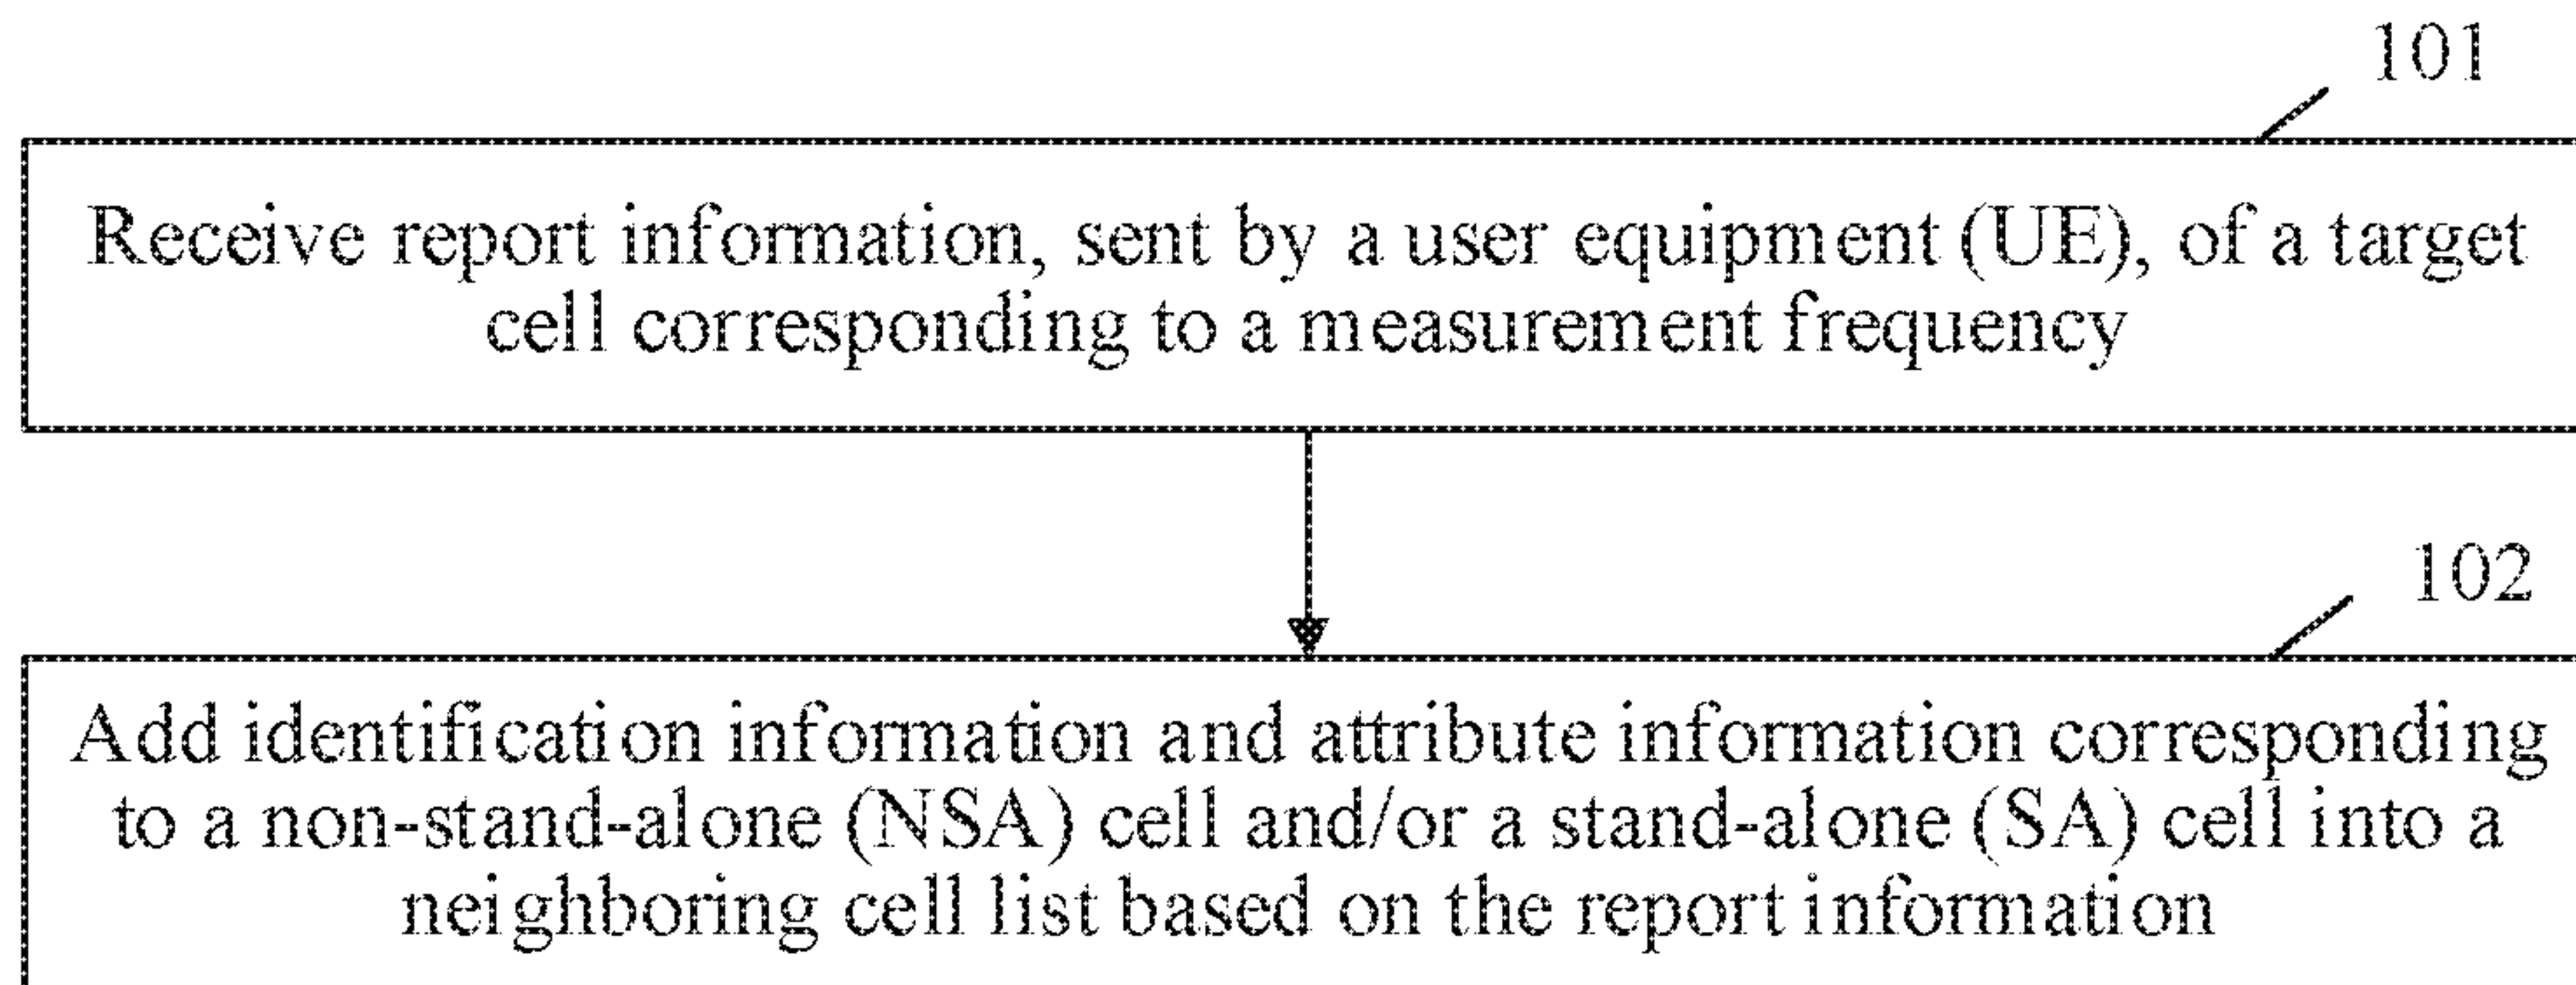 101
Receive report information, sent by a user equipment (UE), of a target
cell corresponding to a measurement frequency
102
Add identification information and attribute information corresponding
to a non-stand-alone (NSA) cell and/or a stand-alone (SA) cell into a
neighboring cell list based on the report information